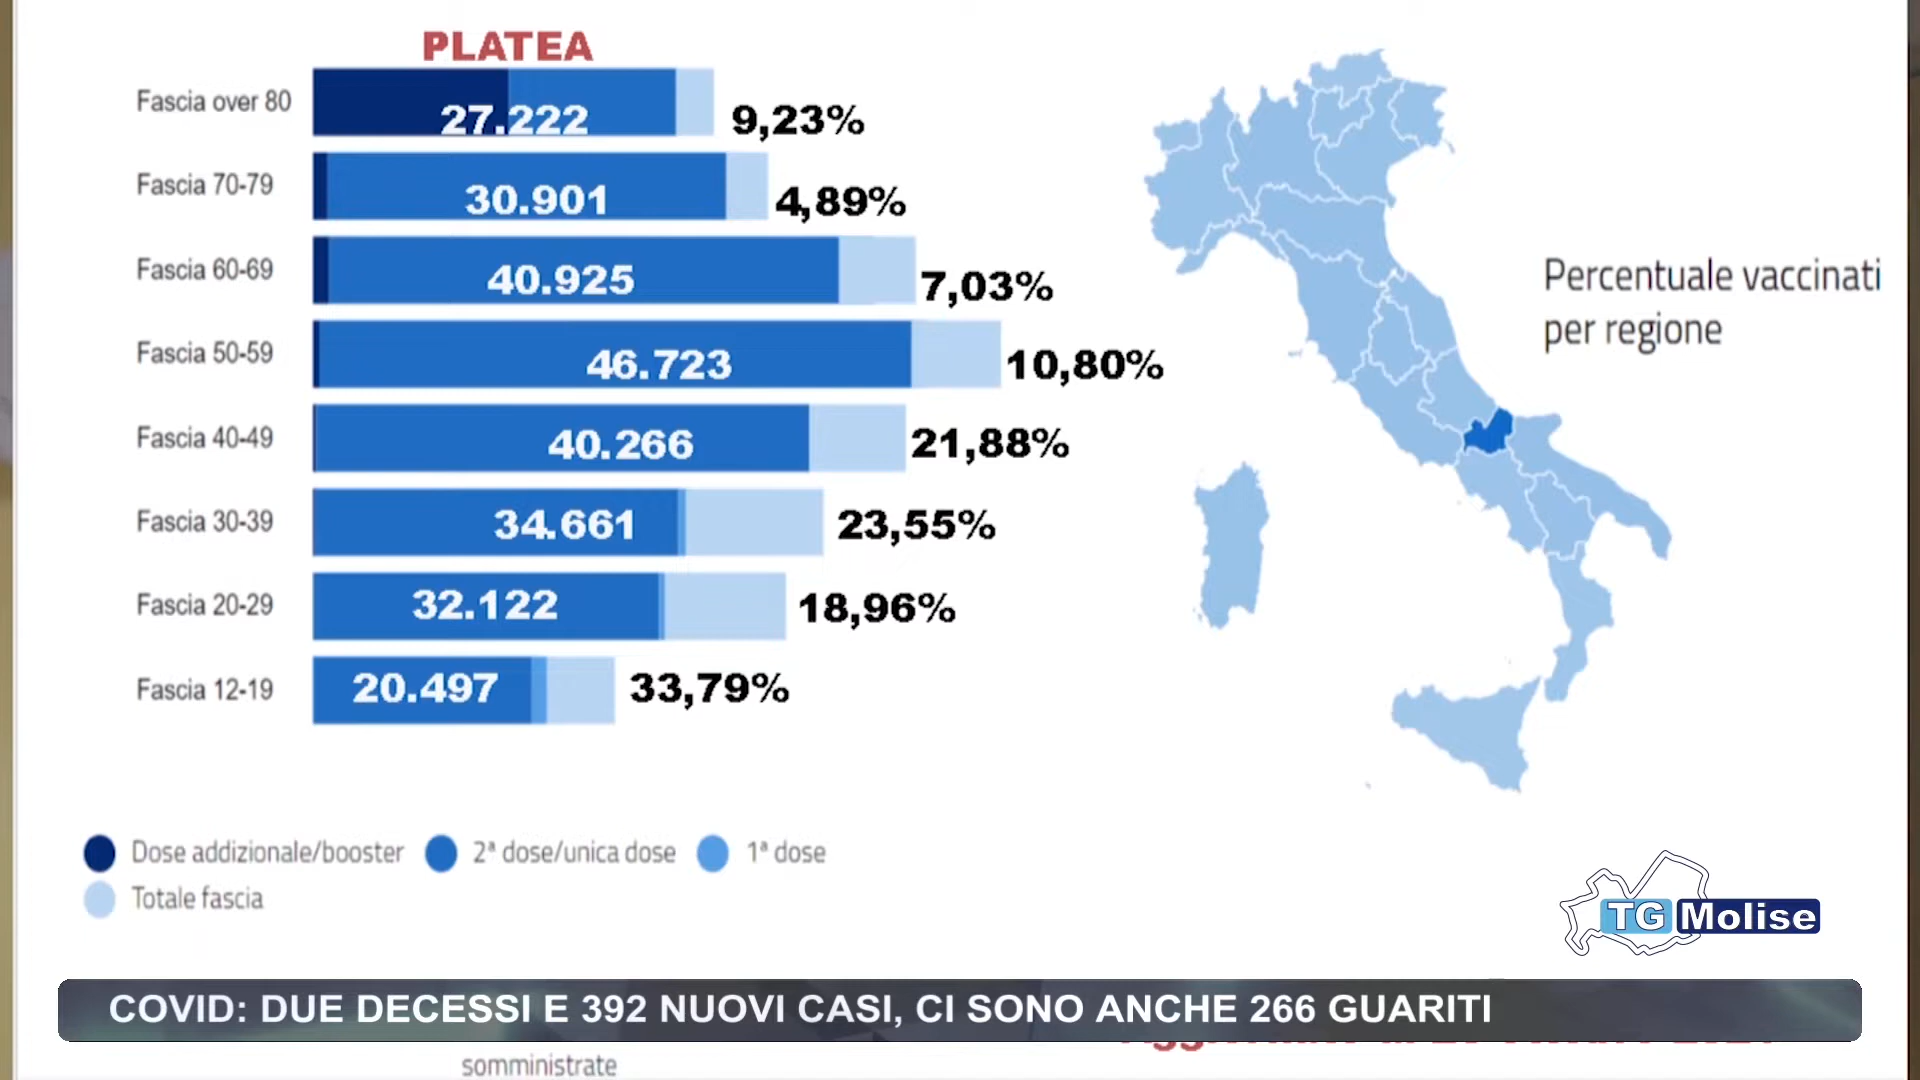 PLATEA
Fascia over 80
27.222
9,23%
Fascia 70-79
30.901
4,89%
Fascia 60-69
40.925
7,03%
Fascia 50-59
46.723
10,80%
Fascia 40-49
40.266
21,88%
Fascia 30-39
34.661
23,55%
Fascia 20-29
32.122
18,96%
Fascia 12-19
20.497
33,79%
Percentuale vaccinati
per regione
Dose addizionale/booster
2ª dose/unica dose
1ª dose
Totale fascia
TG Molise
COVID: DUE DECESSI E 392 NUOVI CASI, CI SONO ANCHE 266 GUARITI
somministrate